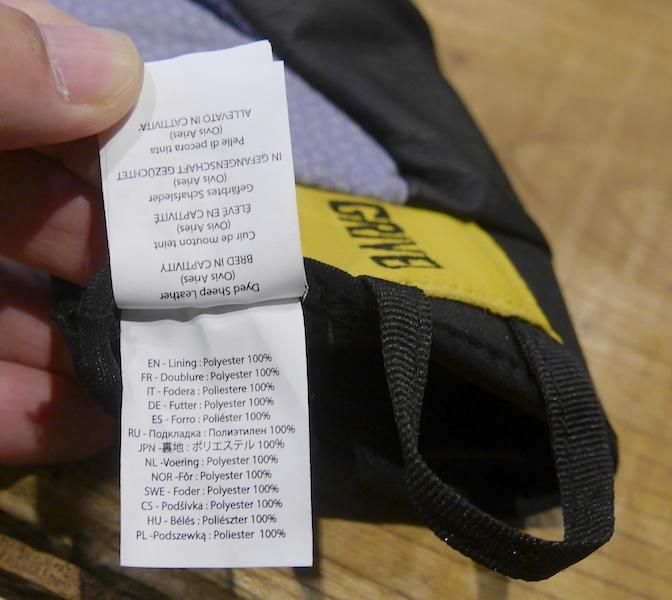 Dyed Sheep Leather
(Ovis Aries)
BRED IN CAPTIVITY
Cuir de mouton teint
(Ovis Aries)
ÉLEVÉ EN CAPTIVITÉ
Gefärbtes Schafsleder
(Ovis Aries)
IN GEFANGENSCHAFT GEZÜCHTET
Pelle di pecora tinta
(Ovis Aries)
ALLEVATO IN CATTIVITA'
EN - Lining : Polyester 100%
FR - Doublure : Polyester 100%
IT - Fodera : Poliestere 100%
DE - Futter : Polyester 100%
ES - Forro : Poliéster 100%
RU - Подкладка : Полиэтилен 100%
JPN - 裏地 : ポリエステル 100%
NL -Voering : Polyester 100%
NOR -Fôr : Polyester 100%
SWE - Foder : Polyester 100%
CS - Podšívka : Polyester 100%
HU - Bélés : Poliészter 100%
PL -Podszewką : Poliester 100%